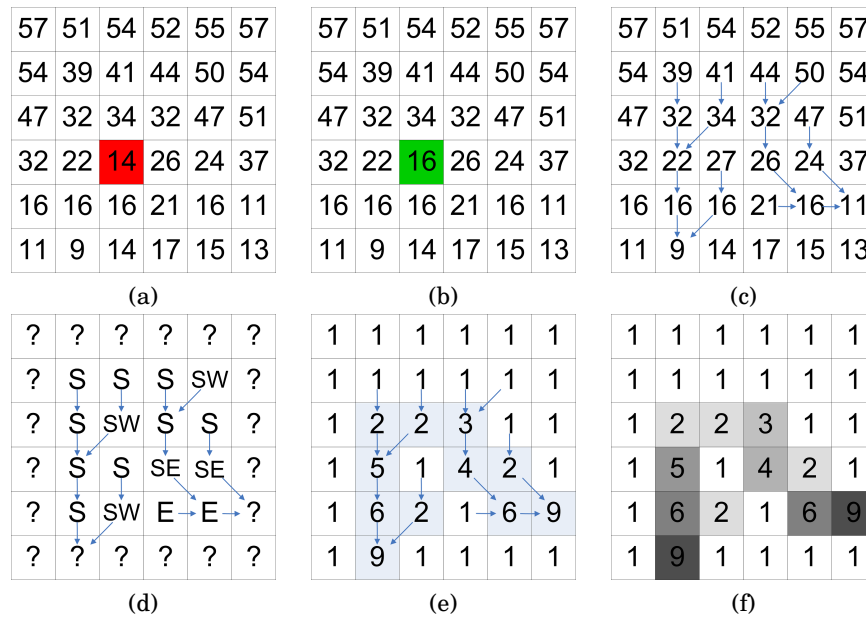 57 51 54 52 55 57
54 39 41 44 50 54
47 32 34 32 47 51
32 22 14 26 24 37
16 16 16 21 16 11
11 9 14 17 15 13
(a)
57 51 54 52 55 57
54 39 41 44 50 54
47 32 34 32 47 51
32 22 16 26 24 37
16 16 16 21 16 11
11 9 14 17 15 13
(b)
57 51 54 52 55 57
54 39 41 44 50 54
47 32 34 32 47 51
32 22 27 26 24 37
16 16 16 21 16 11
11 9 14 17 15 13
(c)
? ? ? ? ? ?
? S S S SW ?
? S SW S S ?
? S S SE SE ?
? S SW E E ?
? ? ? ? ? ?
(d)
1 1 1 1 1 1
1 1 1 1 1 1
1 2 2 3 1 1
1 5 1 4 2 1
1 6 2 1 6 9
1 9 1 1 1 1
(e)
1 1 1 1 1 1
1 1 1 1 1 1
1 2 2 3 1 1
1 5 1 4 2 1
1 6 2 1 6 9
1 9 1 1 1 1
(f)